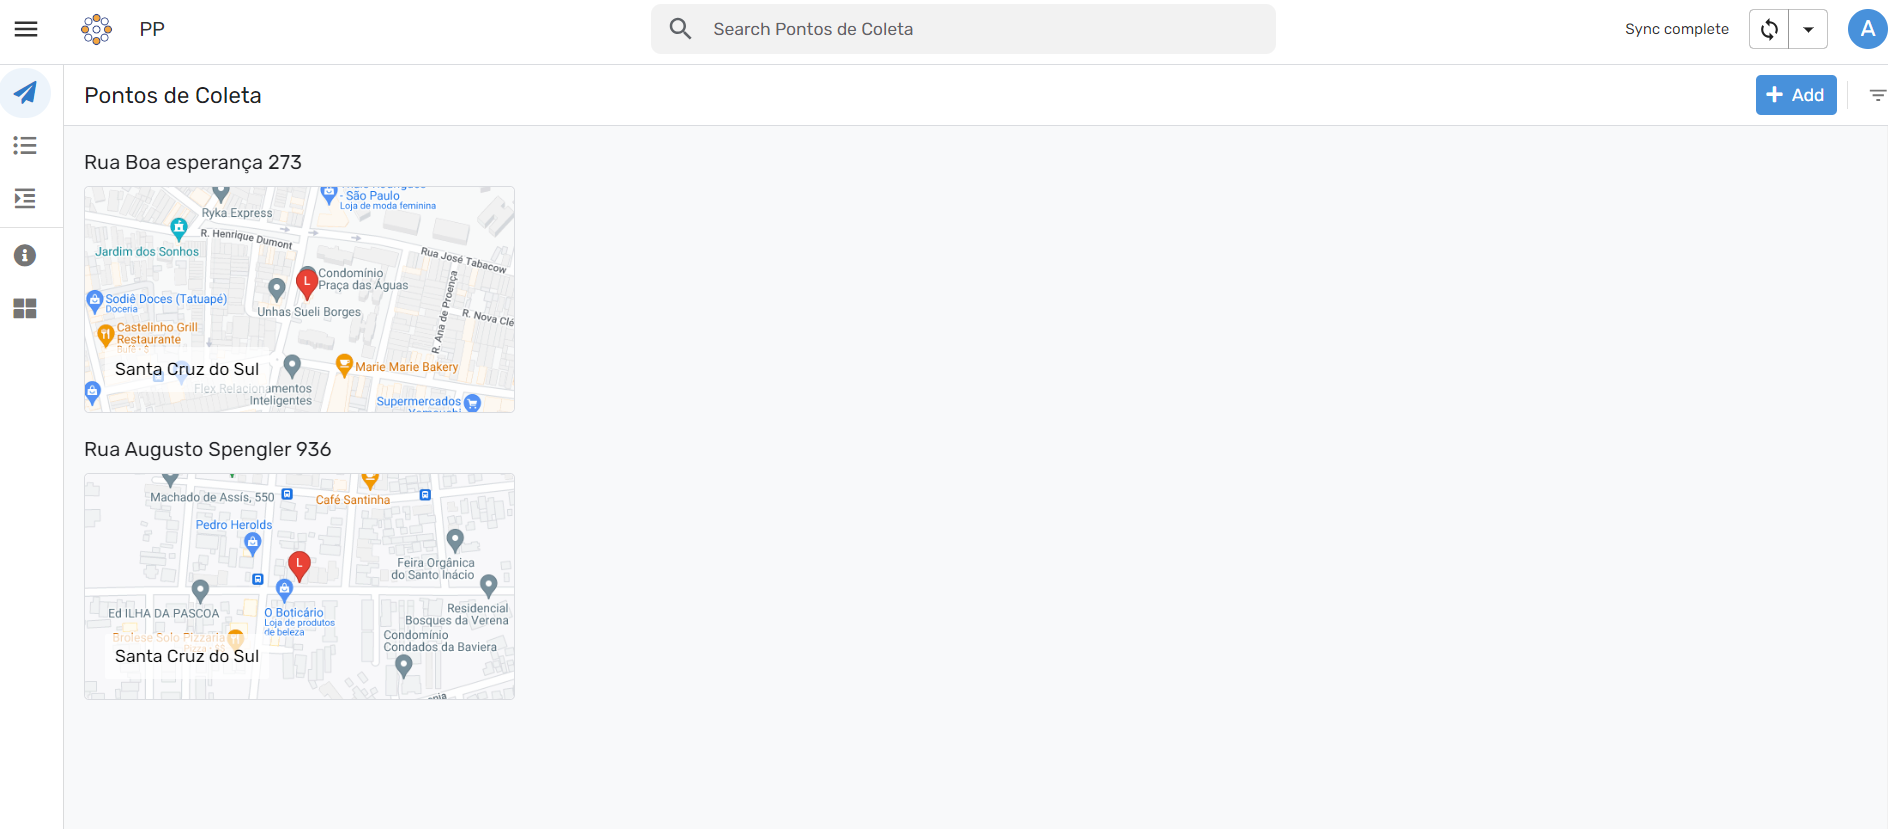 PP
Search Pontos de Coleta
Sync complete
A
Pontos de Coleta
Add
Rua Boa esperança 273
- São Paulo
Loja de moda feminina
Ryka Express
R. Henrique Dumont
Jardim dos Sonhos
Rua José Tabacow
Condomínio
Praça das Águas
L
R. Ana de Proença
Sodiê Doces (Tatuapé)
Doceria
Unhas Sueli Borges
R. Nova Clé
Castelinho Grill
Restaurante
Marie Marie Bakery
Santa Cruz do Sul
Flex Relacionamentos
Inteligentes
Supermercados
Rua Augusto Spengler 936
Machado de Assis, 550
Café Santinha
Pedro Herolds
L
Feira Orgânica
do Santo Inácio
Ed ILHA DA PASCOA
O Boticário
Loja de produtos
de beleza
Residencial
Bosques da Verena
Brolese Solo Pizzaria
Condomínio
Condados da Baviera
Santa Cruz do Sul